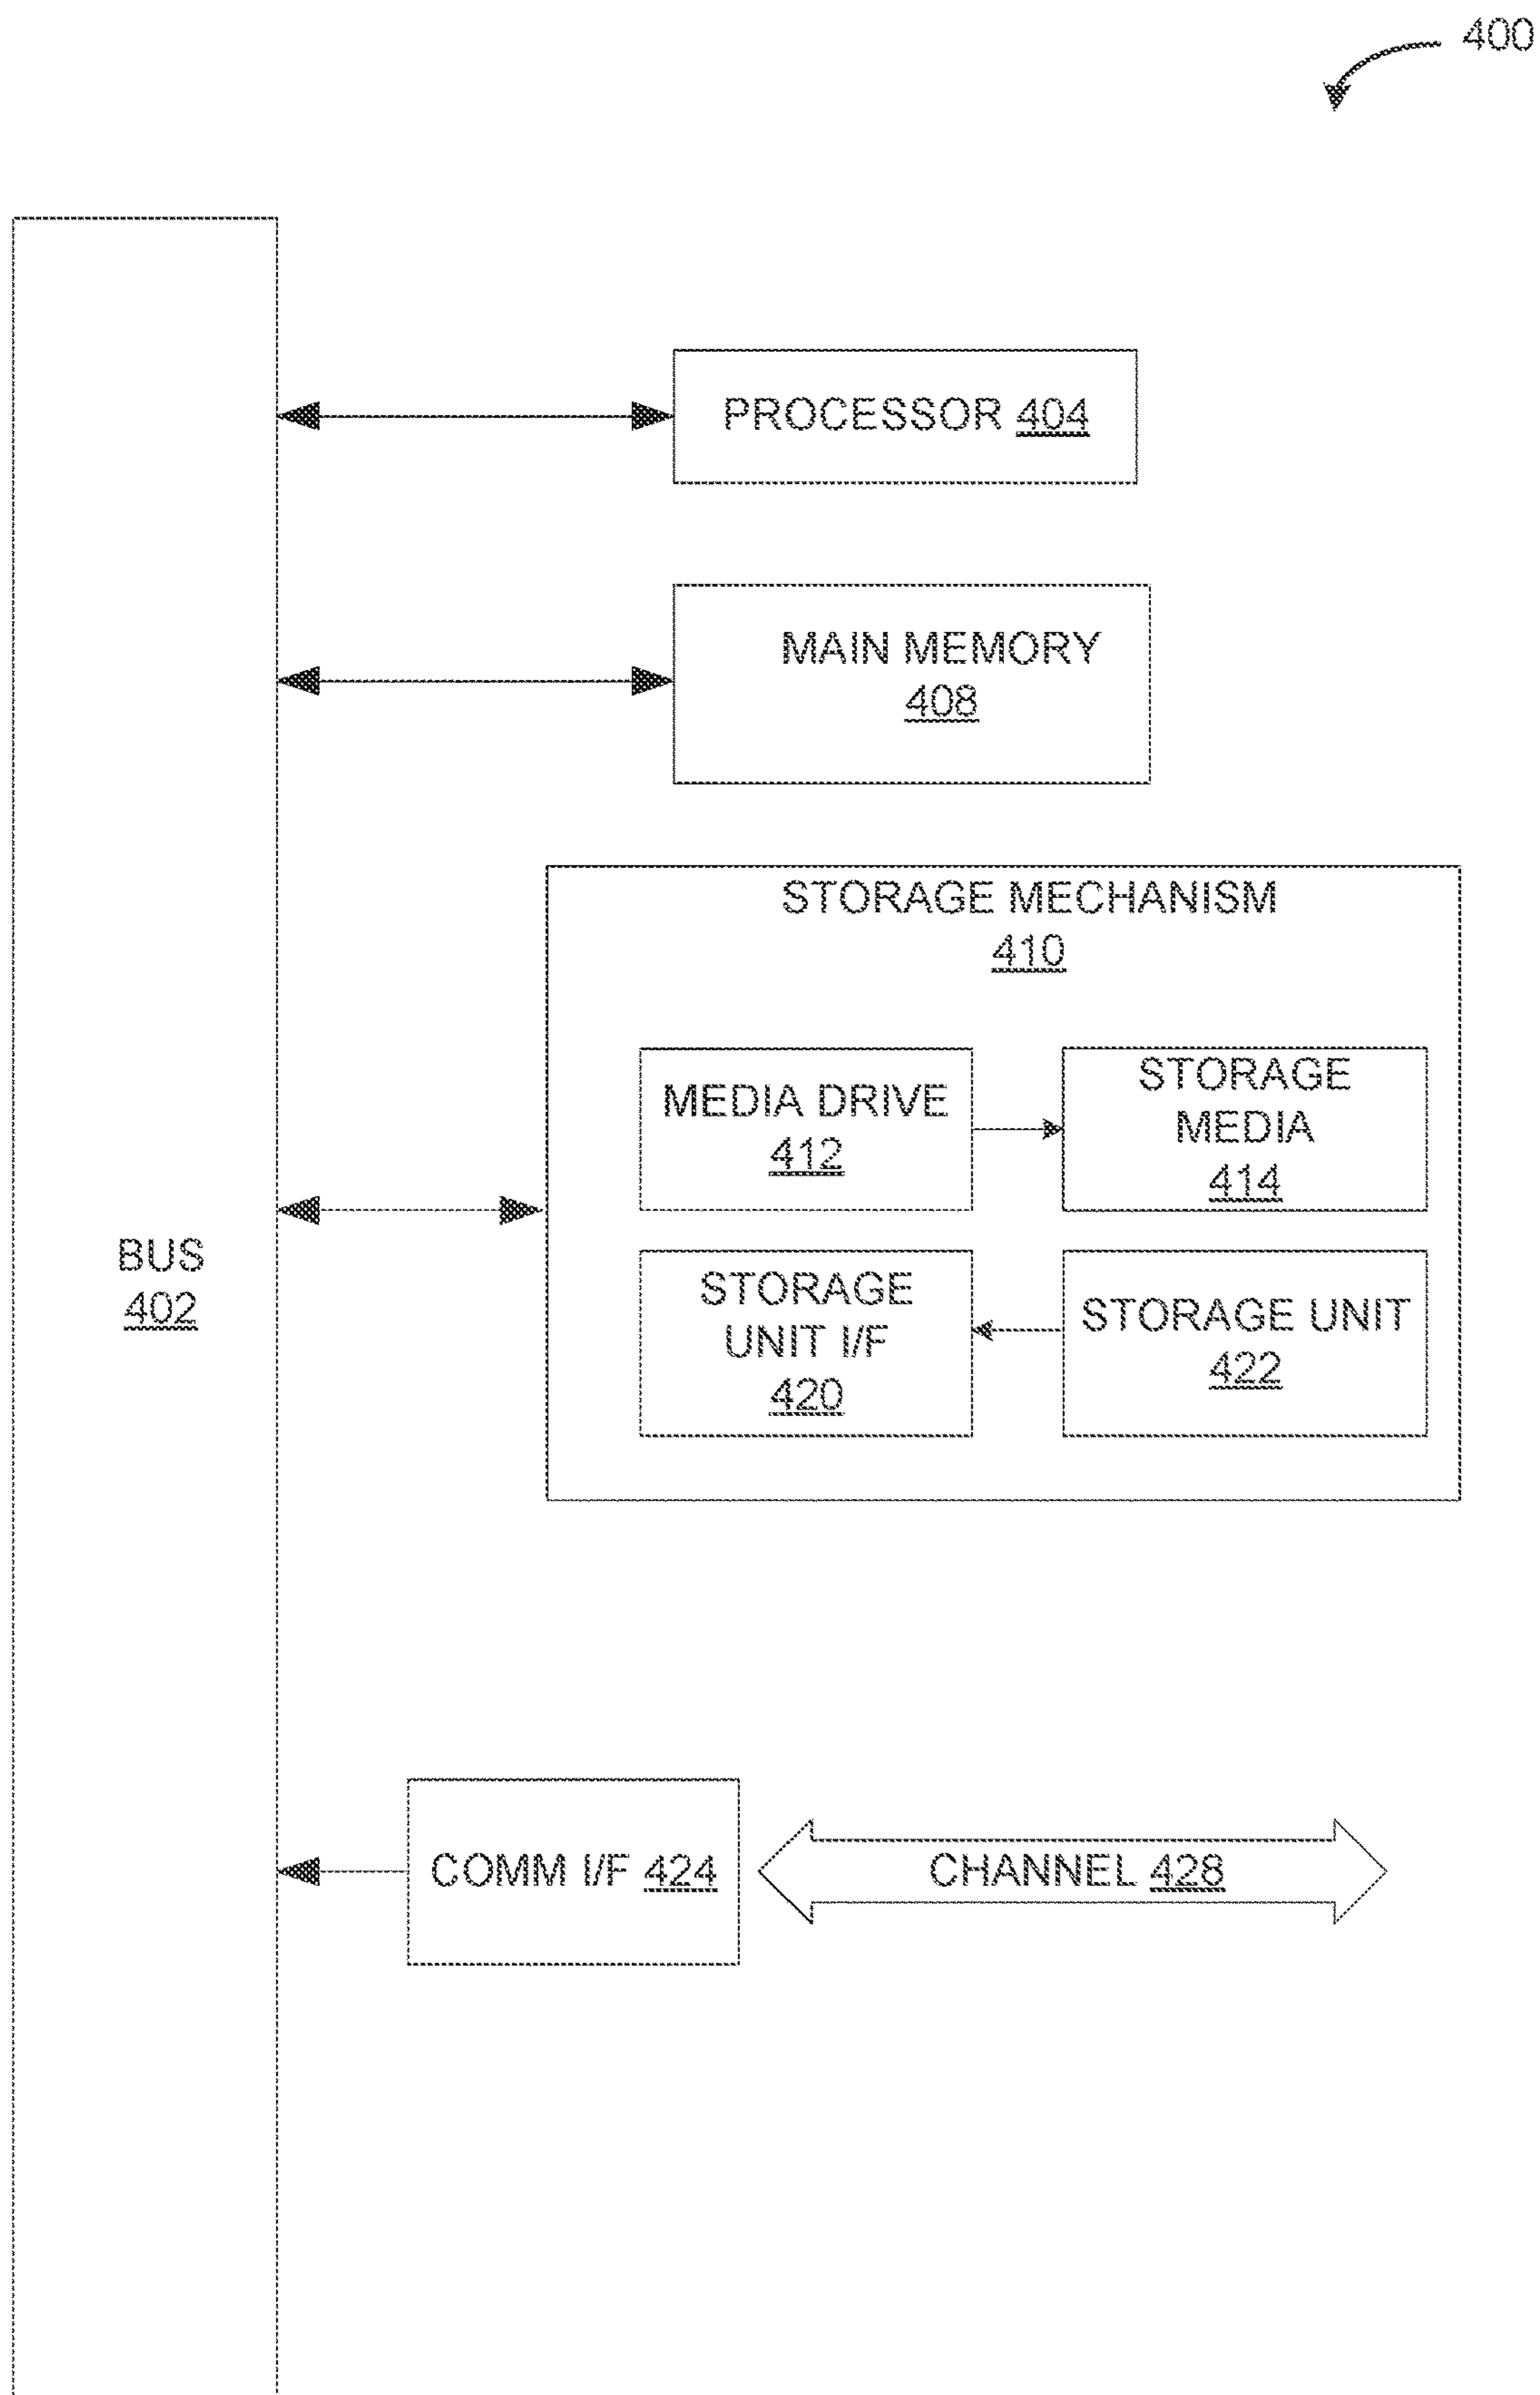 400
PROCESSOR 404
MAIN MEMORY
408
STORAGE MECHANISM
410
MEDIA DRIVE
412
STORAGE
MEDIA
414
BUS
402
STORAGE
UNIT I/F
420
STORAGE UNIT
422
COMM I/F 424
CHANNEL 428